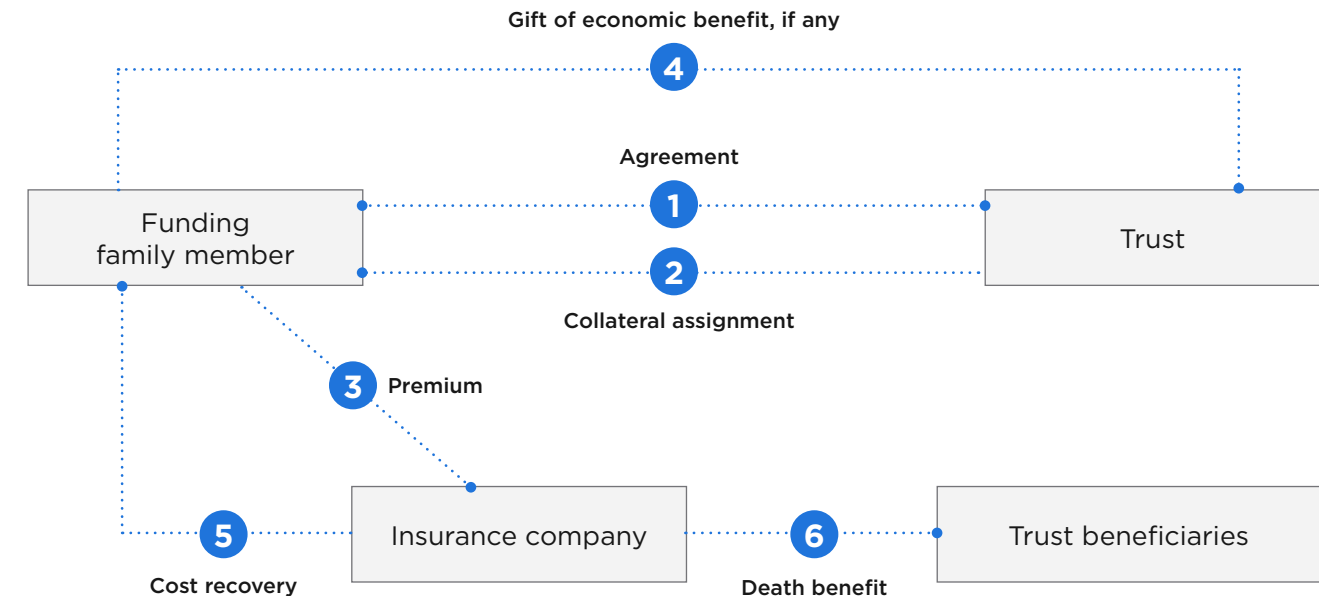 Gift of economic benefit, if any
4
Agreement
1
Funding
family member
Trust
2
Collateral assignment
3
Premium
Insurance company
Trust beneficiaries
5
6
Cost recovery
Death benefit